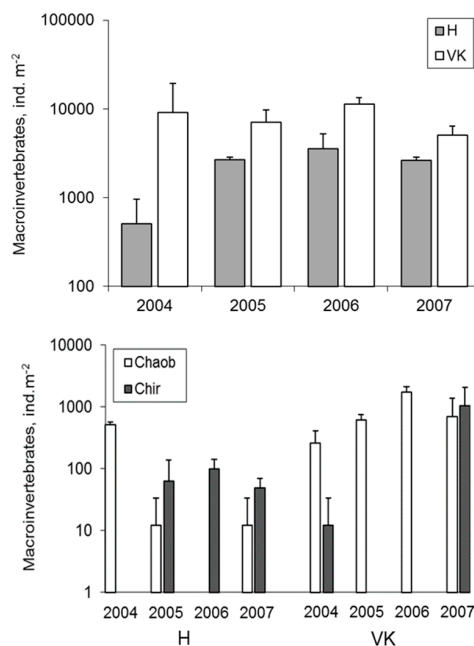 Macroinvertebrates, ind. m⁻²
100000
10000
1000
100
H
VK
2004 2005 2006 2007
Macroinvertebrates, ind.m⁻²
10000
1000
100
10
1
Chaob
Chir
2004 2005 2006 2007 2004 2005 2006 2007
H VK